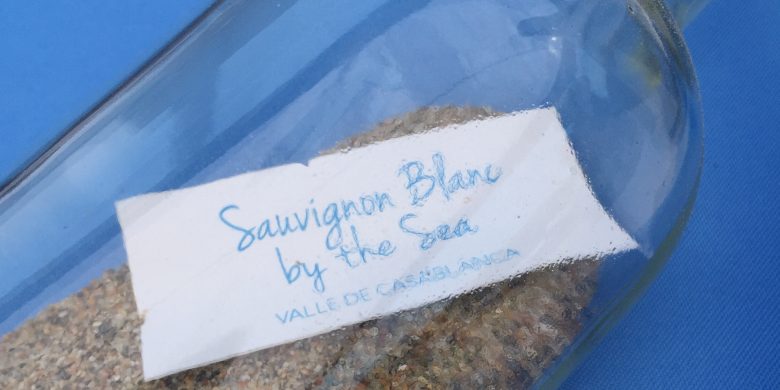 Sauvignon Blanc
by the Sea
VALLE DE CASABLANCA